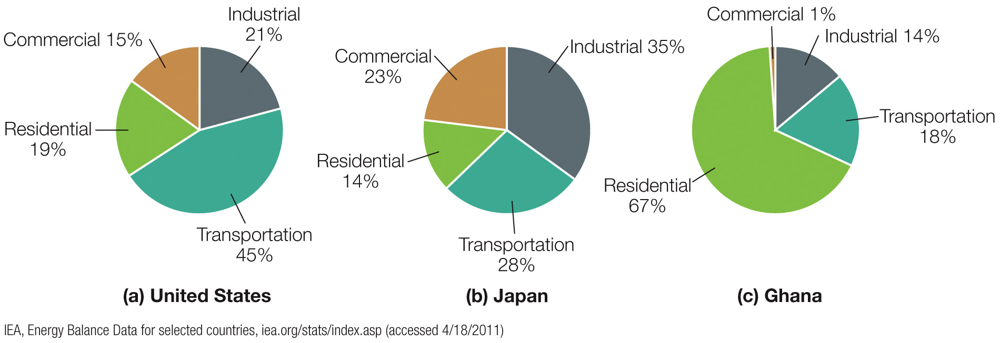 Industrial
21%
Commercial 15%
Residential
19%
Transportation
45%
(a) United States
Industrial 35%
Commercial
23%
Residential
14%
Transportation
28%
(b) Japan
Commercial 1%
Industrial 14%
Transportation
18%
Residential
67%
(c) Ghana
IEA, Energy Balance Data for selected countries, iea.org/stats/index.asp (accessed 4/18/2011)